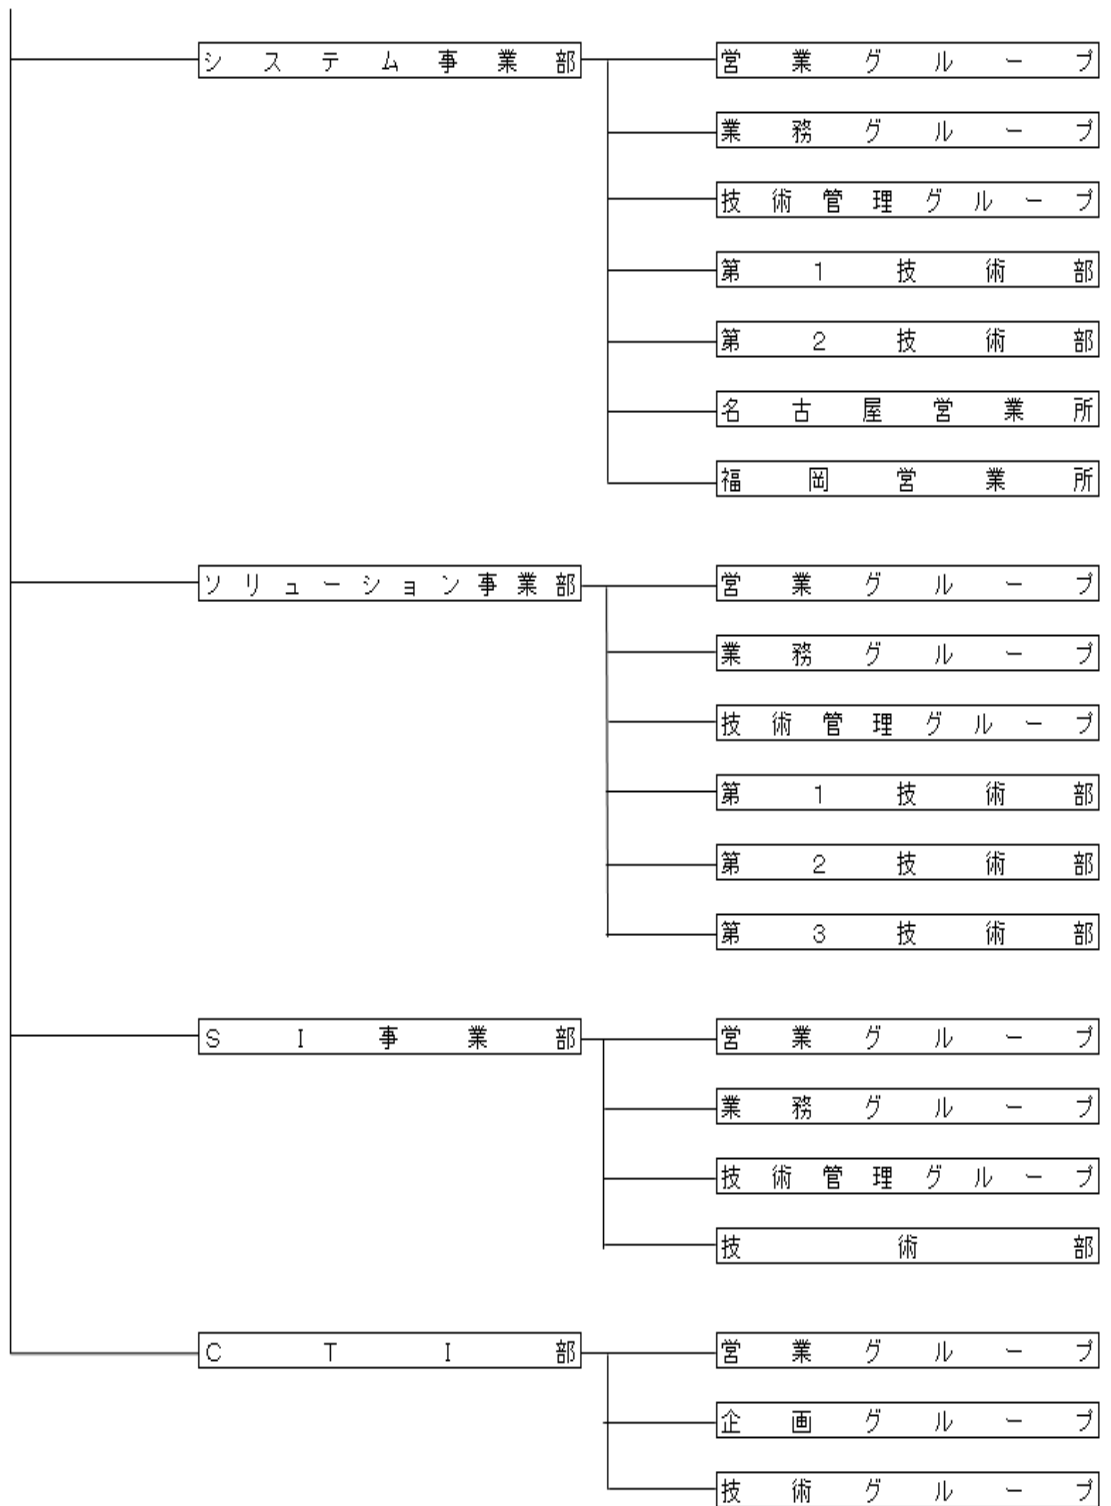 システム事業部
営業グループ
業務グループ
技術管理グループ
第1技術部
第2技術部
名古屋営業所
福岡営業所
ソリューション事業部
営業グループ
業務グループ
技術管理グループ
第1技術部
第2技術部
第3技術部
SI事業部
営業グループ
業務グループ
技術管理グループ
技術部
CTI部
営業グループ
企画グループ
技術グループ